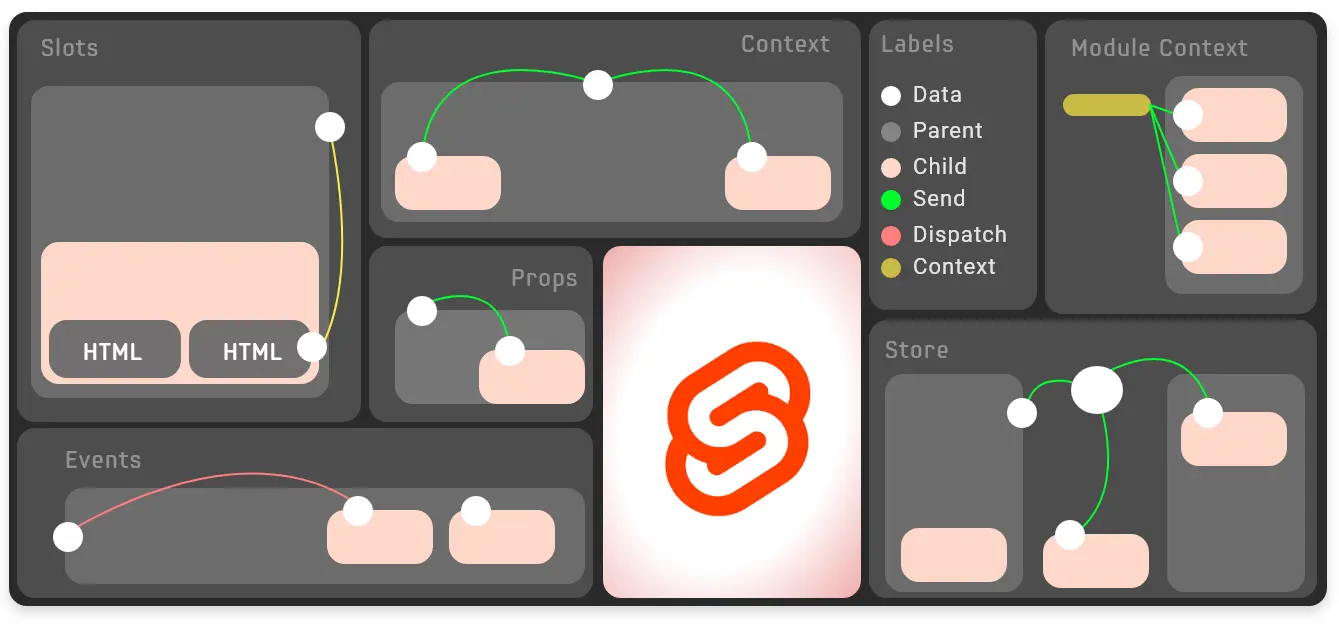 Slots
HTML
HTML
Context
Props
Events
Labels
Data
Parent
Child
Send
Dispatch
Context
Module Context
Store